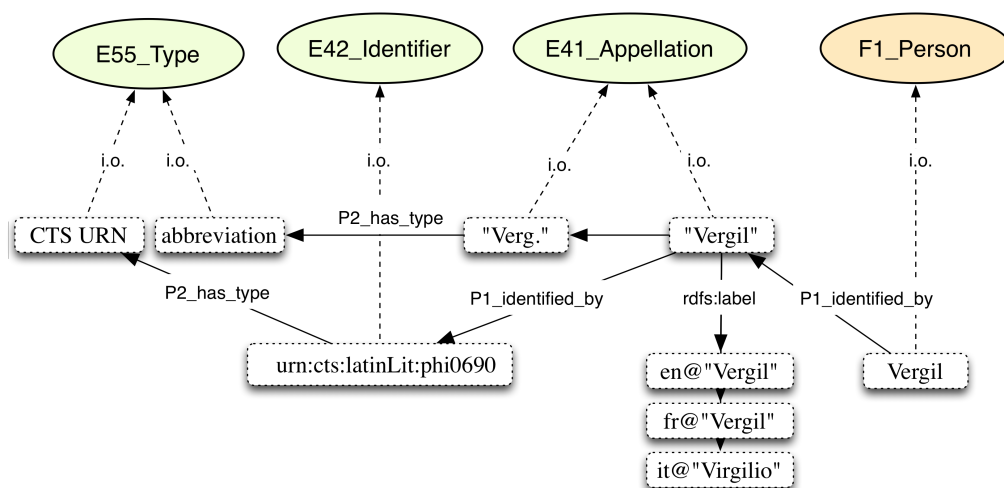 E55_Type
E42_Identifier
E41_Appellation
F1_Person
i.o.
i.o.
i.o.
i.o.
i.o.
i.o.
CTS URN
abbreviation
P2_has_type
"Verg."
"Vergil"
P2_has_type
P1_identified_by
rdfs:label
P1_identified_by
urn:cts:latinLit:phi0690
en@"Vergil"
Vergil
fr@"Vergil"
it@"Virgilio"